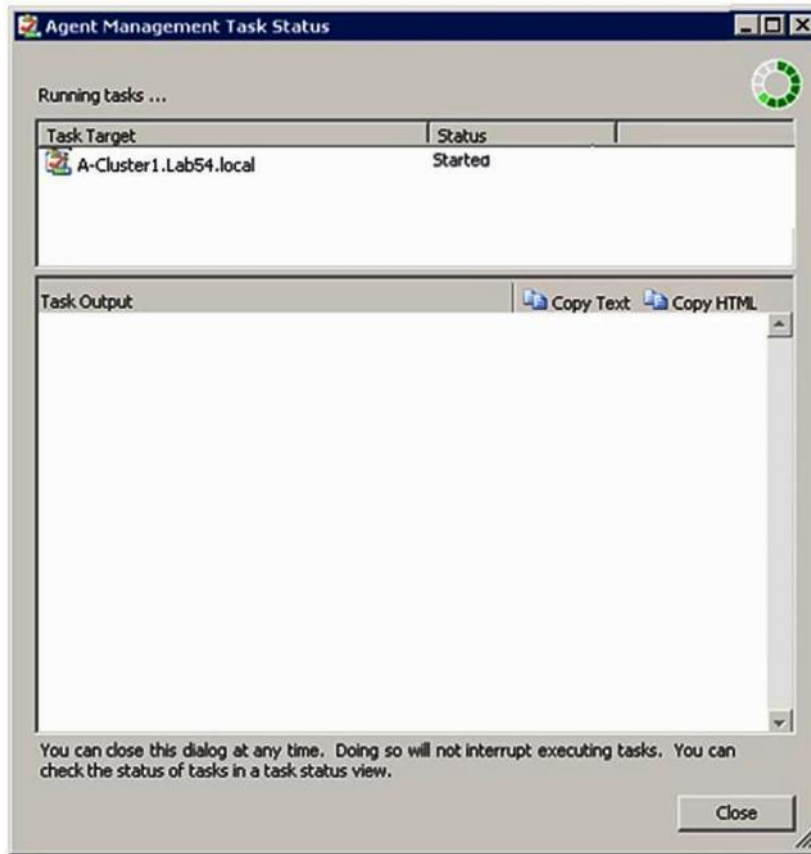 Agent Management Task Status
Running tasks ...
Task Target Status
A-Cluster1.Lab54.local Started
Task Output Copy Text Copy HTML
You can close this dialog at any time. Doing so will not interrupt executing tasks. You can
check the status of tasks in a task status view.
Close